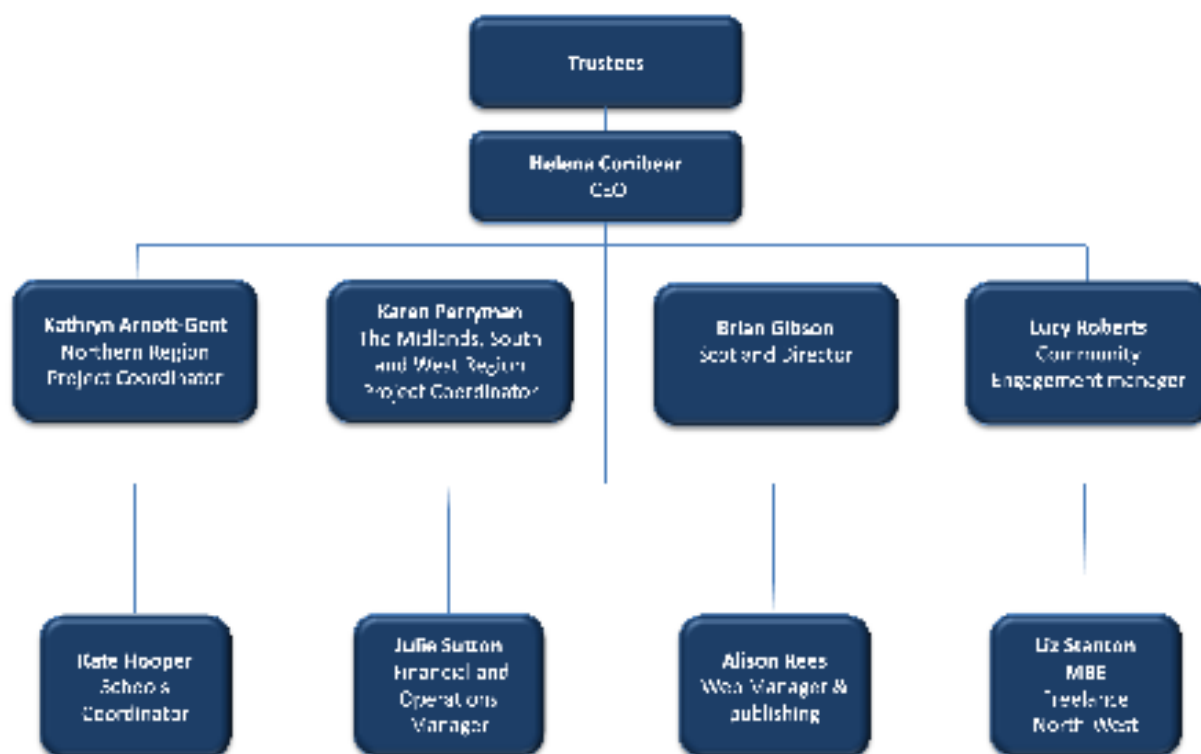 Trustees
Helena Conibear
CEO
Kathryn Arnott-Gent
Northern Region
Project Coordinator
Karen Perryman
The Midlands, South
and West Region
Project Coordinator
Brian Gibson
Scotland Director
Lucy Roberts
Community
Engagement manager
Kate Hooper
Schools
Coordinator
Julie Sutton
Financial and
Operations
Manager
Alison Rees
Web Manager &
publishing
Liz Stanton
MBE
Freelance
North West